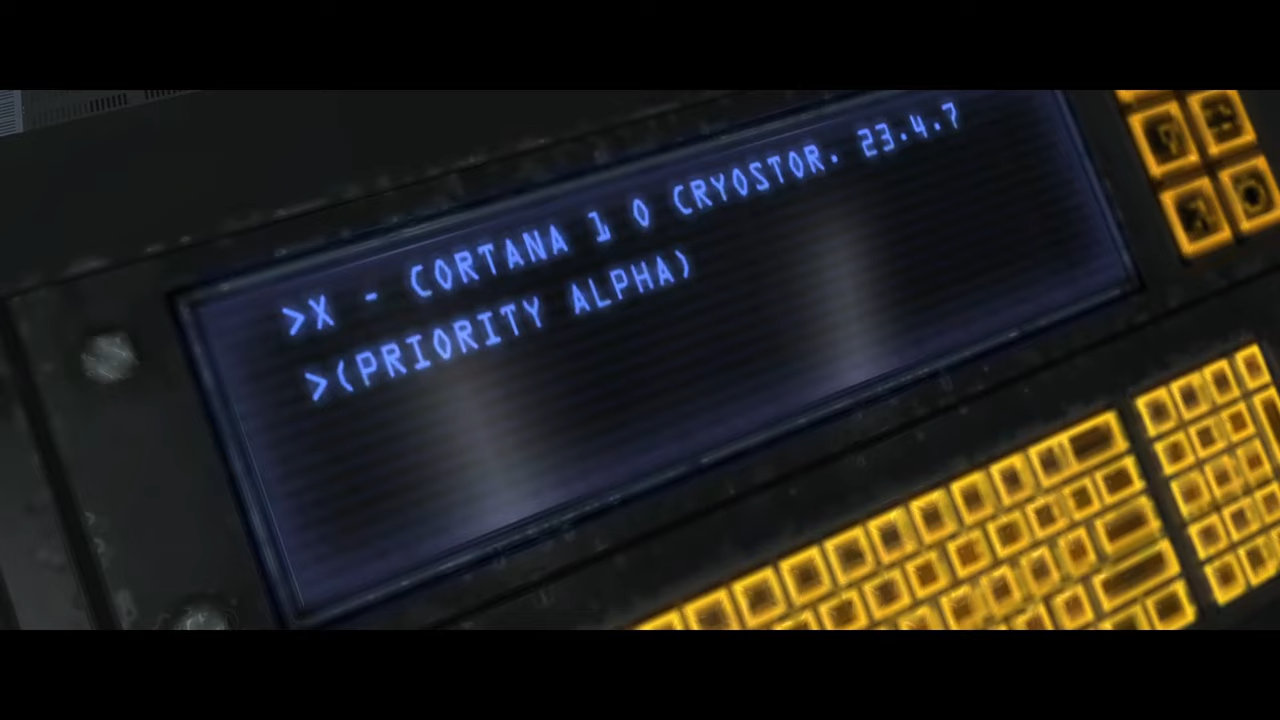 >X - CORTANA 1 0 CRYOSTOR. 23.4.7
>(PRIORITY ALPHA)